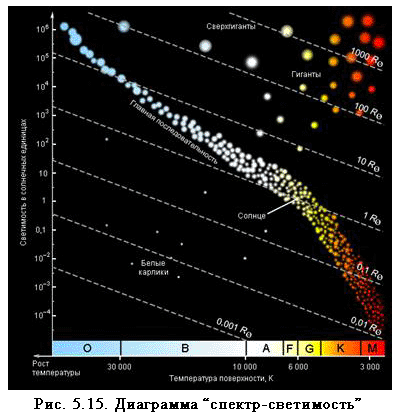 Светимость в солнечных единицах
10⁶
10⁵
10⁴
10³
10²
10
1
0,1
10⁻²
10⁻³
10⁻⁴
Сверхгиганты
Гиганты
Главная последовательность
Солнце
Белые
карлики
1000 R⊙
100 R⊙
10 R⊙
1 R⊙
0,1 R⊙
0,01 R⊙
0,001 R⊙
O B A F G K M
Рост
температуры
30 000 10 000 6 000 3 000
Температура поверхности, К
Рис. 5.15. Диаграмма “спектр-светимость”